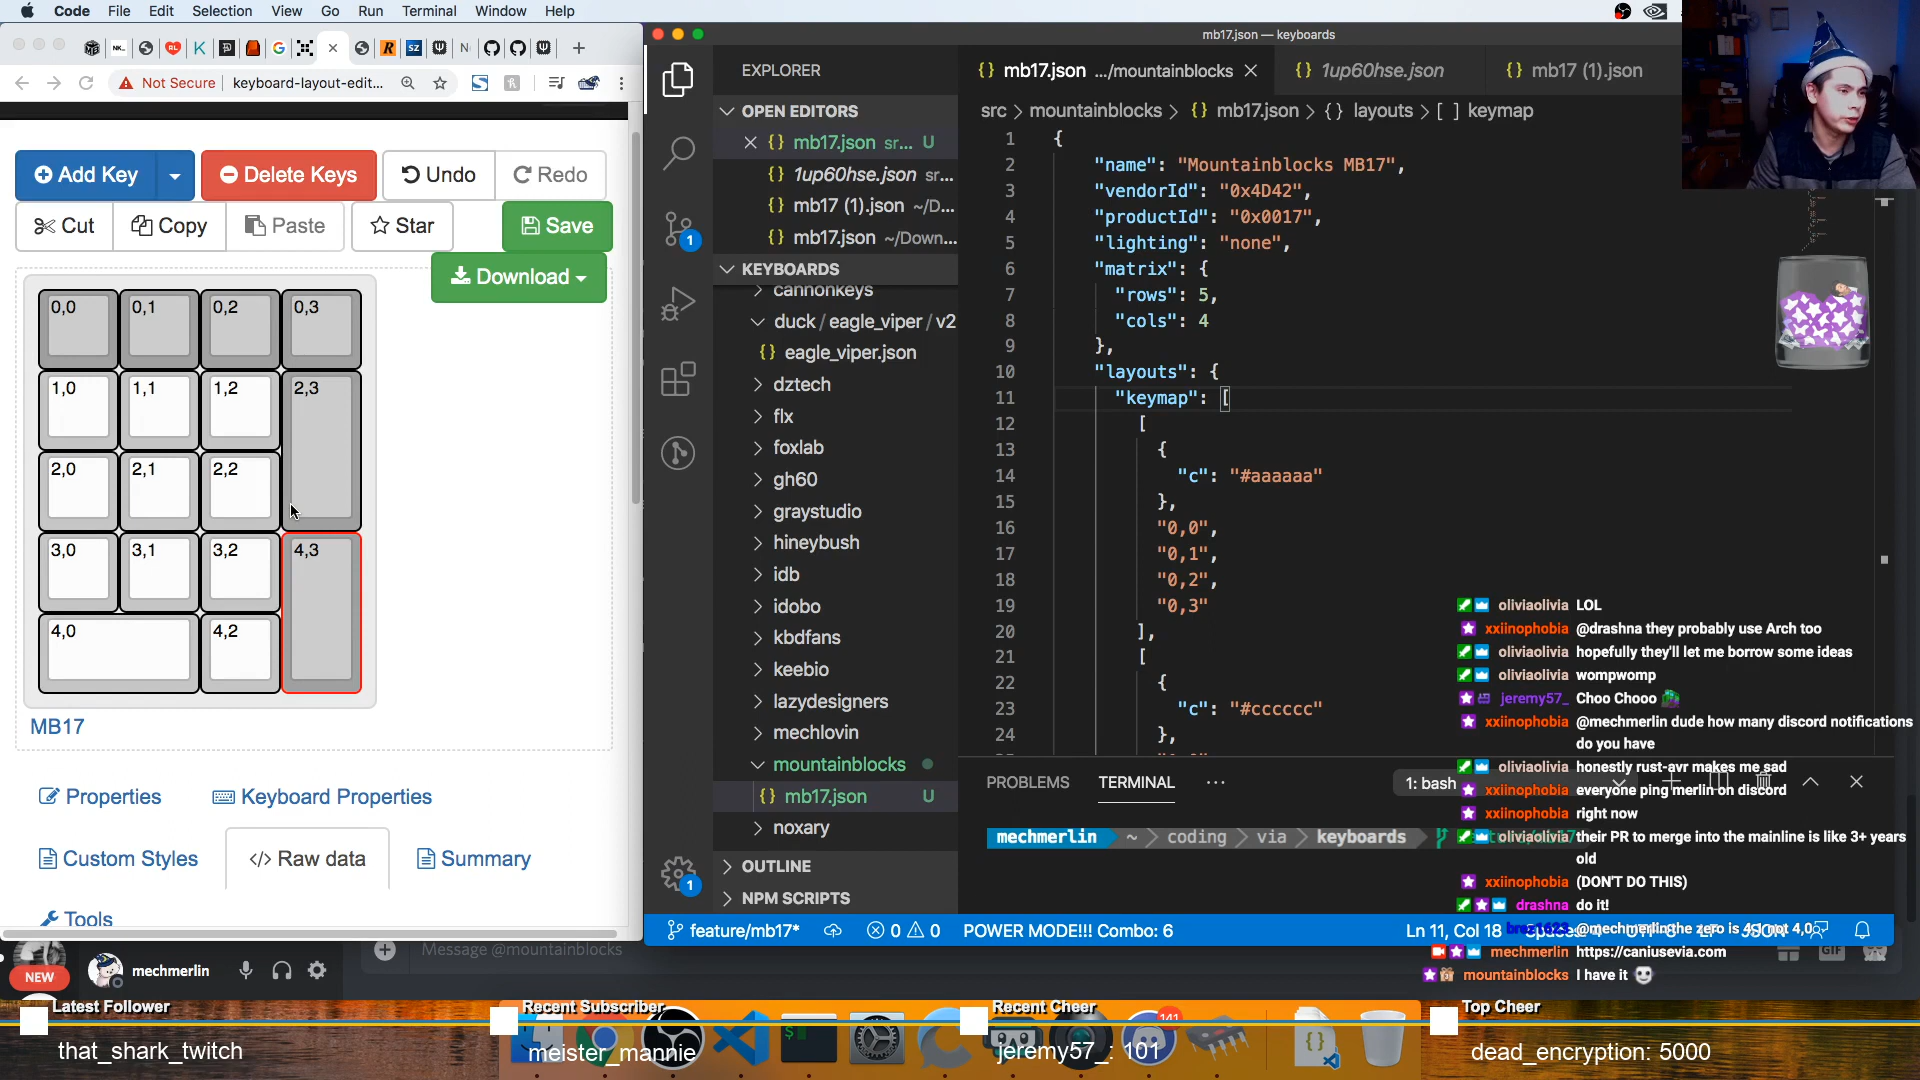 Code File Edit Selection View Go Run Terminal Window Help
mb17.json — keyboards
Not Secure keyboard-layout-edit...
Add Key
Delete Keys
Undo
Redo
Cut
Copy
Paste
Star
Save
Download
0,0 0,1 0,2 0,3
1,0 1,1 1,2 2,3
2,0 2,1 2,2
3,0 3,1 3,2 4,3
4,0 4,2
MB17
Properties
Keyboard Properties
Custom Styles
</> Raw data
Summary
Tools
EXPLORER
OPEN EDITORS
{} mb17.json sr... U
{} 1up60hse.json sr...
{} mb17 (1).json ~/D...
{} mb17.json ~/Down...
KEYBOARDS
cannonkeys
duck / eagle_viper / v2
{} eagle_viper.json
dztech
flx
foxlab
gh60
graystudio
hineybush
idb
idobo
kbdfans
keebio
lazydesigners
mechlovin
mountainblocks
{} mb17.json U
noxary
OUTLINE
NPM SCRIPTS
{} mb17.json .../mountainblocks
{} 1up60hse.json
{} mb17 (1).json
src > mountainblocks > {} mb17.json > {} layouts > [ ] keymap
1 {
2 "name": "Mountainblocks MB17",
3 "vendorId": "0x4D42",
4 "productId": "0x0017",
5 "lighting": "none",
6 "matrix": {
7 "rows": 5,
8 "cols": 4
9 },
10 "layouts": {
11 "keymap": [
12 [
13 {
14 "c": "#aaaaaa"
15 },
16 "0,0",
17 "0,1",
18 "0,2",
19 "0,3"
20 ],
21 [
22 {
23 "c": "#cccccc"
24 },
PROBLEMS TERMINAL ...
1: bash
mechmerlin ~ coding via keyboards
oliviaolivia LOL
xxiinophobia @drashna they probably use Arch too
oliviaolivia hopefully they'll let me borrow some ideas
oliviaolivia wompwomp
jeremy57_ Choo Chooo
xxiinophobia @mechmerlin dude how many discord notifications
do you have
oliviaolivia honestly rust-avr makes me sad
xxiinophobia everyone ping merlin on discord
xxiinophobia right now
oliviaolivia their PR to merge into the mainline is like 3+ years
old
xxiinophobia (DON'T DO THIS)
drashna do it!
@mechmerlin the zero is 4,1 not 4,0
mechmerlin https://caniusevia.com
mountainblocks I have it
feature/mb17* 0 0 POWER MODE!!! Combo: 6 Ln 11, Col 18
NEW
mechmerlin
Message @mountainblocks
GIF
141
Latest Follower
that_shark_twitch
Recent Subscriber
meister_mannie
Recent Cheer
jeremy57_: 101
Top Cheer
dead_encryption: 5000